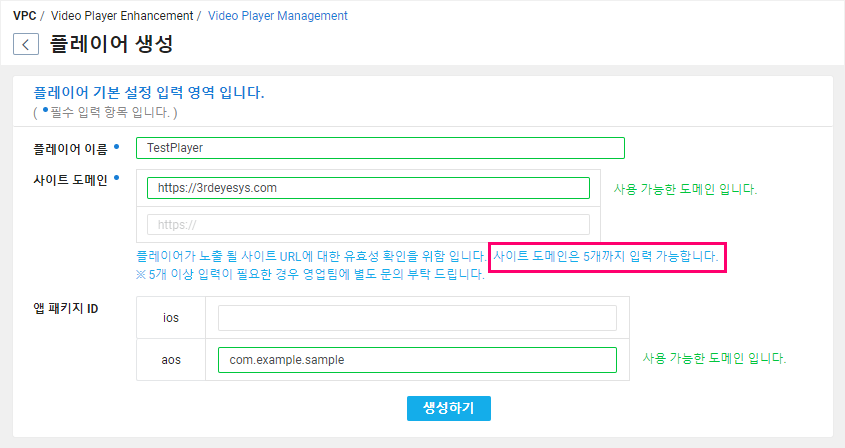 VPC / Video Player Enhancement / Video Player Management
플레이어 생성
플레이어 기본 설정 입력 영역 입니다.
( •필수 입력 항목 입니다. )
플레이어 이름 • TestPlayer
사이트 도메인 • https://3rdeyesys.com 사용 가능한 도메인 입니다.
https://
플레이어가 노출 될 사이트 URL에 대한 유효성 확인을 위함 입니다. 사이트 도메인은 5개까지 입력 가능합니다.
※ 5개 이상 입력이 필요한 경우 영업팀에 별도 문의 부탁 드립니다.
앱 패키지 ID ios
aos com.example.sample 사용 가능한 도메인 입니다.
생성하기